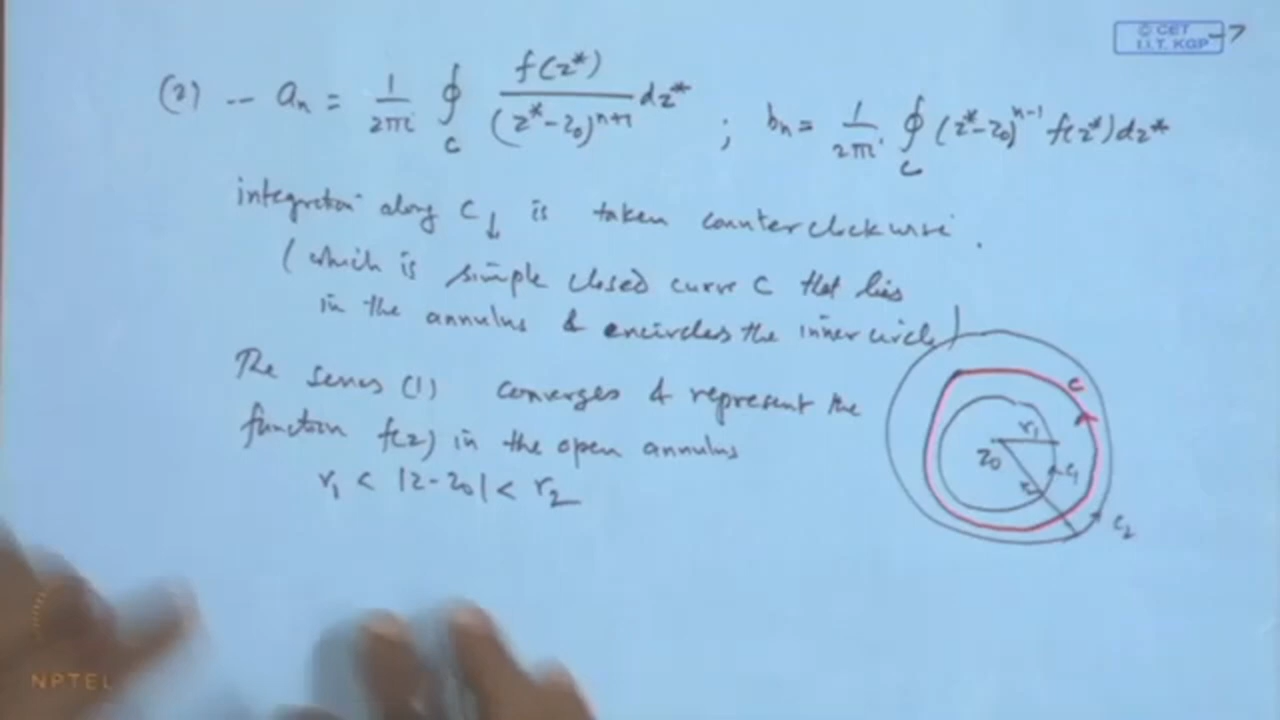 © CET
I.I.T. KGP
-7
(2) -- aₙ = 1/2πi ∮_C f(z*)/(z*-z₀)ⁿ⁺¹ dz* ; bₙ = 1/2πi ∮_C (z*-z₀)ⁿ⁻¹ f(z*) dz*
integration along C is taken counterclockwise.
(which is simple closed curve C that lies
in the annulus & encircles the inner circle)
The series (1) converges & represent the
function f(z) in the open annulus
r₁ < |z-z₀| < r₂
C
r₁
z₀
C₁
r₂
C₂
NPTEL